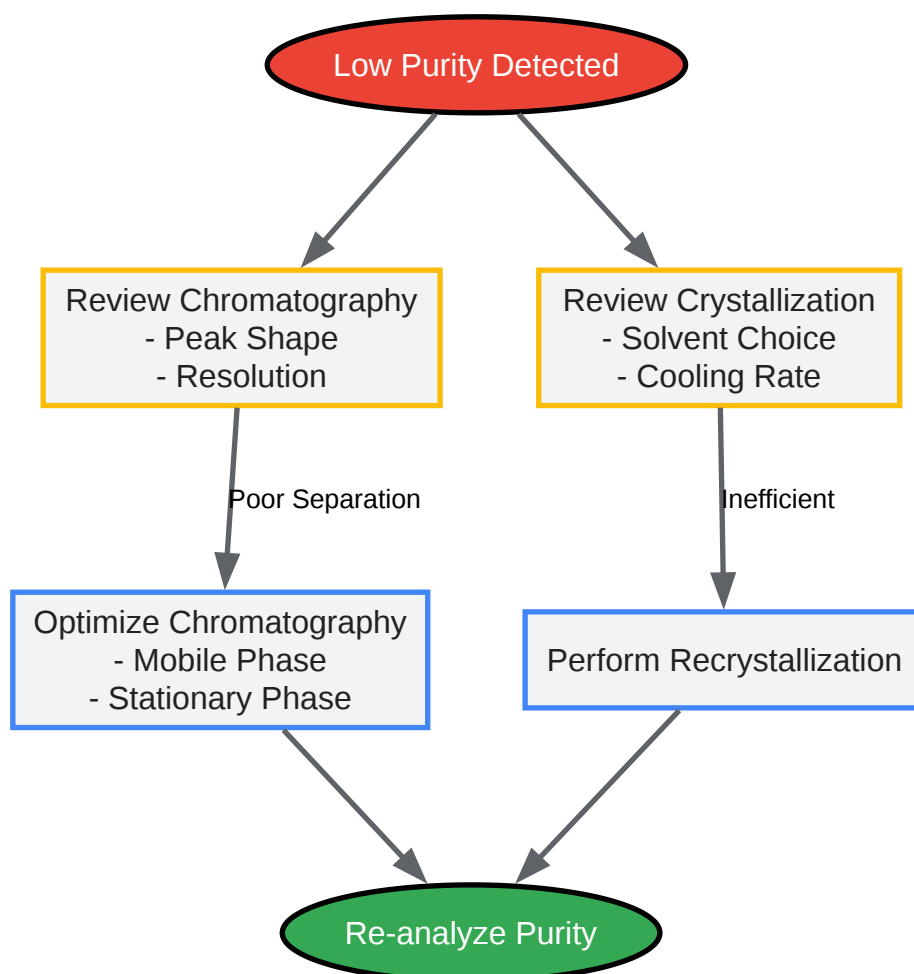 Low Purity Detected
Review Chromatography
- Peak Shape
- Resolution
Review Crystallization
- Solvent Choice
- Cooling Rate
Poor Separation
Inefficient
Optimize Chromatography
- Mobile Phase
- Stationary Phase
Perform Recrystallization
Re-analyze Purity